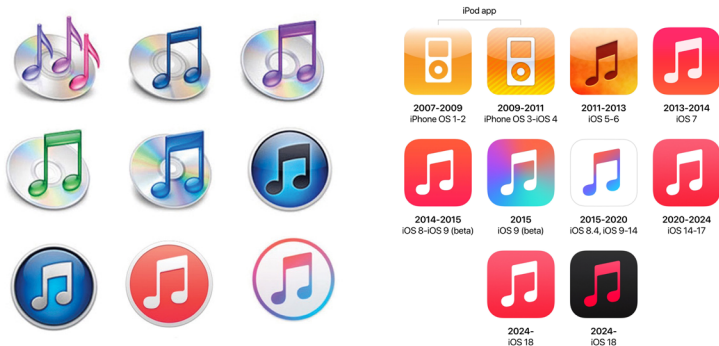 iPod app
2007-2009
iPhone OS 1-2
2009-2011
iPhone OS 3-iOS 4
2011-2013
iOS 5-6
2013-2014
iOS 7
2014-2015
iOS 8-iOS 9 (beta)
2015
iOS 9 (beta)
2015-2020
iOS 8.4, iOS 9-14
2020-2024
iOS 14-17
2024-
iOS 18
2024-
iOS 18